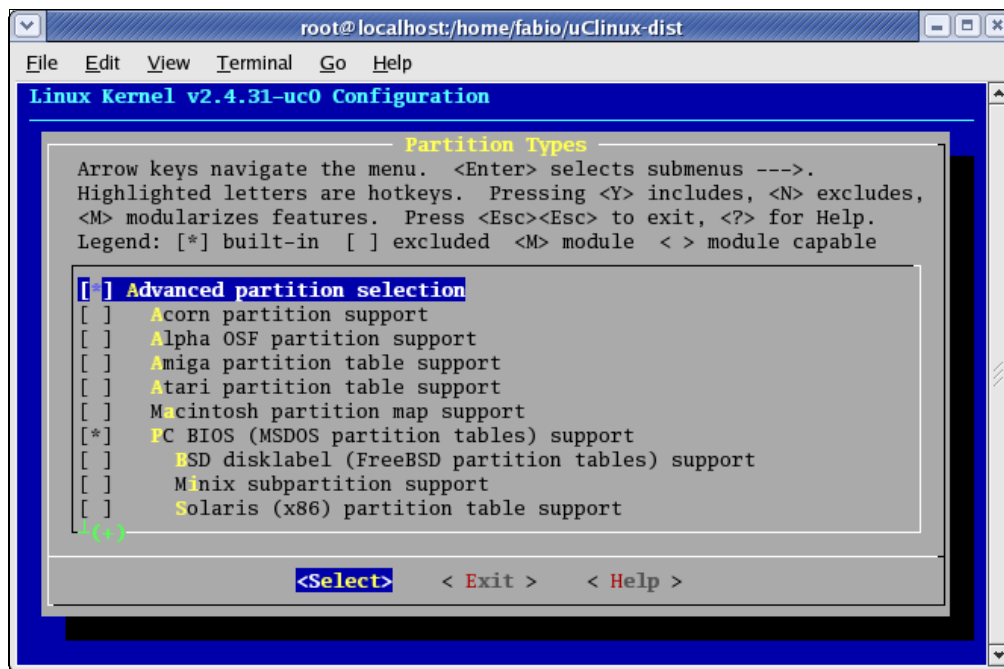 root@localhost:/home/fabio/uClinux-dist
File Edit View Terminal Go Help
Linux Kernel v2.4.31-uc0 Configuration
Partition Types
Arrow keys navigate the menu. <Enter> selects submenus --->.
Highlighted letters are hotkeys. Pressing <Y> includes, <N> excludes,
<M> modularizes features. Press <Esc><Esc> to exit, <?> for Help.
Legend: [*] built-in [ ] excluded <M> module < > module capable
[*] Advanced partition selection
[ ] Acorn partition support
[ ] Alpha OSF partition support
[ ] Amiga partition table support
[ ] Atari partition table support
[ ] Macintosh partition map support
[*] PC BIOS (MSDOS partition tables) support
[ ] BSD disklabel (FreeBSD partition tables) support
[ ] Minix subpartition support
[ ] Solaris (x86) partition table support
(+)
<Select> < Exit > < Help >